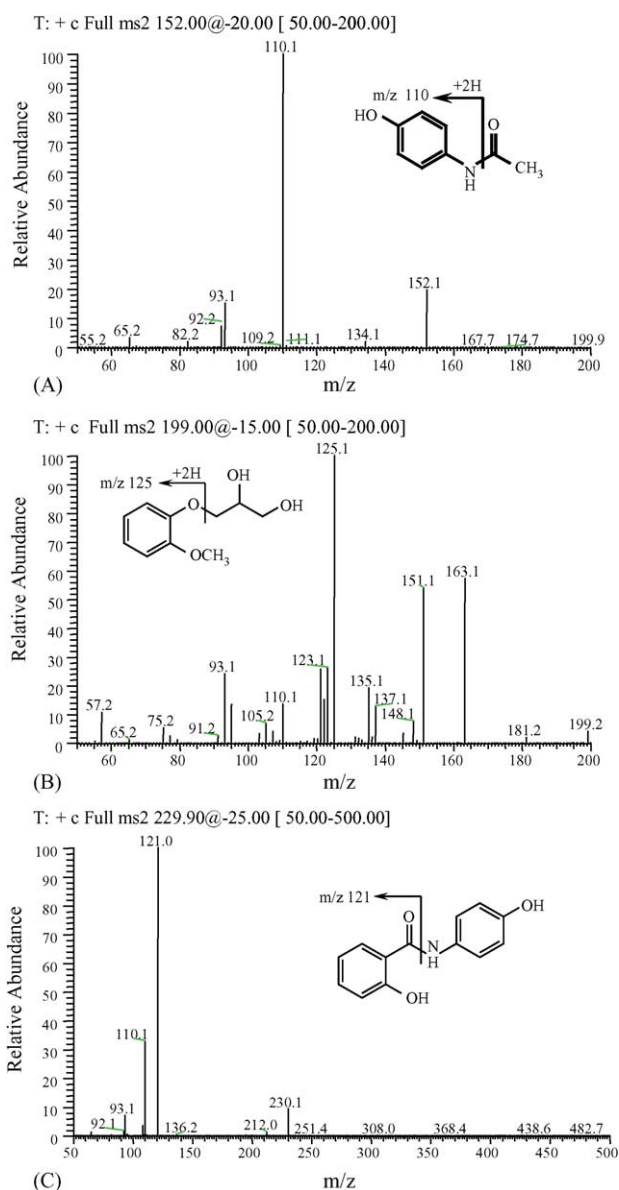 T: + c Full ms2 152.00@-20.00 [ 50.00-200.00]
100
90
80
70
60
50
40
30
20
10
0
Relative Abundance
110.1
m/z 110
+2H
HO
O
N
H
CH3
152.1
93.1
92.2
55.2
65.2
82.2
109.2
111.1
134.1
167.7
174.7
199.9
60 80 100 120 140 160 180 200
(A)
m/z
T: + c Full ms2 199.00@-15.00 [ 50.00-200.00]
100
90
80
70
60
50
40
30
20
10
0
Relative Abundance
125.1
m/z 125
+2H
OH
O
OH
OCH3
163.1
151.1
123.1
93.1
135.1
137.1
57.2
65.2
75.2
91.2
105.2
110.1
148.1
181.2
199.2
60 80 100 120 140 160 180 200
(B)
m/z
T: + c Full ms2 229.90@-25.00 [ 50.00-500.00]
100
90
80
70
60
50
40
30
20
10
0
Relative Abundance
121.0
m/z 121
O
OH
N
H
OH
110.1
93.1
92.1
136.2
212.0
230.1
251.4
308.0
368.4
438.6
482.7
50 100 150 200 250 300 350 400 450 500
(C)
m/z